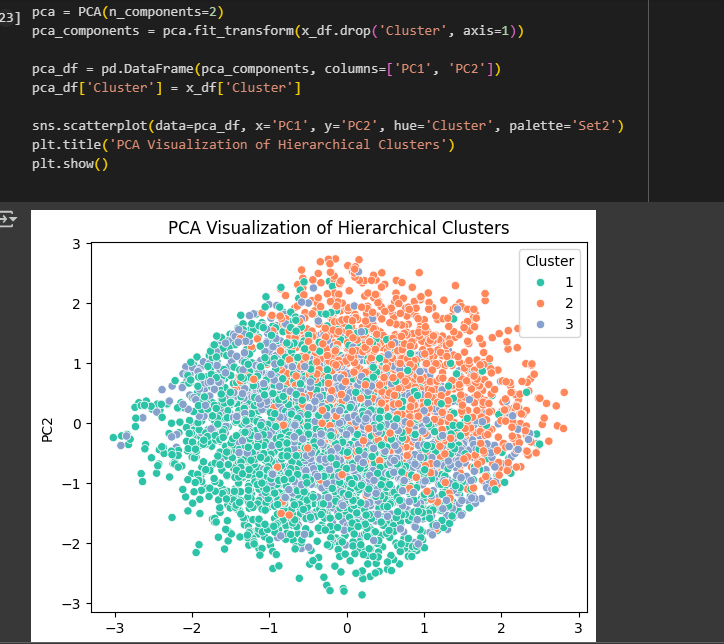 23]
pca = PCA(n_components=2)
pca_components = pca.fit_transform(x_df.drop('Cluster', axis=1))
pca_df = pd.DataFrame(pca_components, columns=['PC1', 'PC2'])
pca_df['Cluster'] = x_df['Cluster']
sns.scatterplot(data=pca_df, x='PC1', y='PC2', hue='Cluster', palette='Set2')
plt.title('PCA Visualization of Hierarchical Clusters')
plt.show()
PCA Visualization of Hierarchical Clusters
Cluster
1
2
3
PC2
3
2
1
0
−1
−2
−3
−3 −2 −1 0 1 2 3